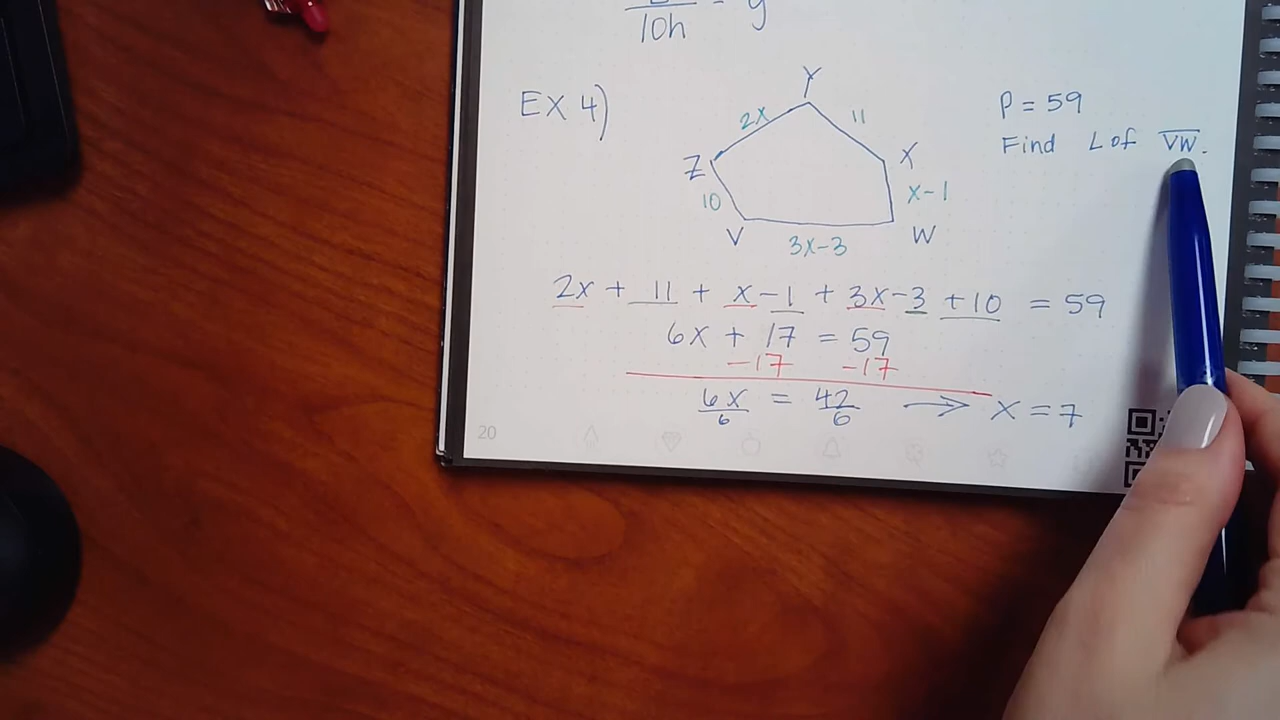 10h = y
EX 4)
Y
2X
11
P = 59
Find L of VW.
Z
X
10
X-1
V
3X-3
W
2x + 11 + x-1 + 3x-3 +10 = 59
6x + 17 = 59
-17 -17
6x/6 = 42/6 → X = 7
20